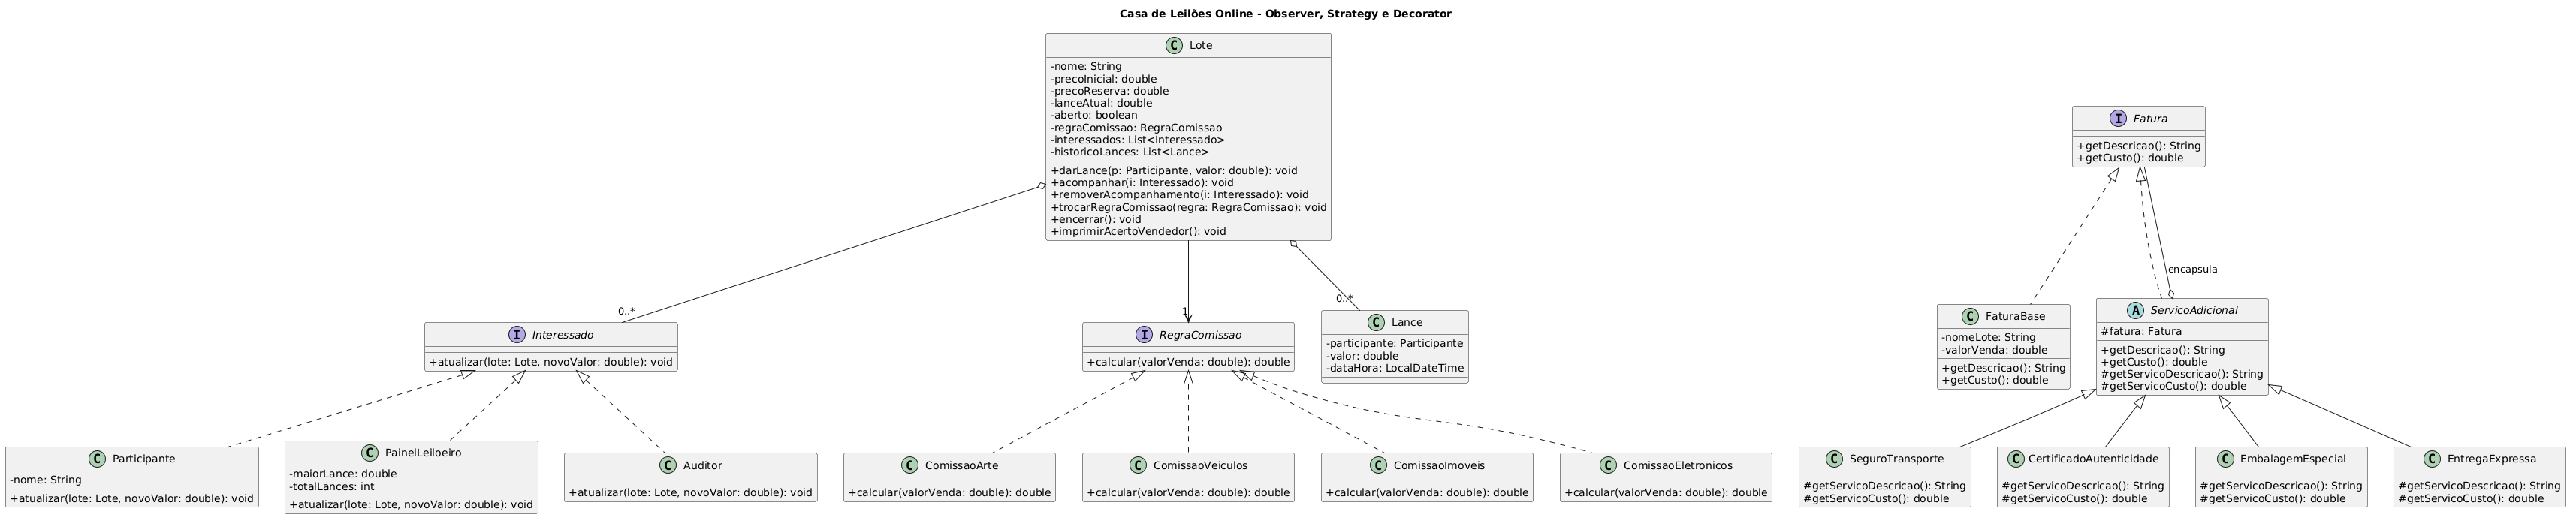 Casa de Leilões Online - Observer, Strategy e Decorator
C Lote
-nome: String
-precoInicial: double
-precoReserva: double
-lanceAtual: double
-aberto: boolean
-regraComissao: RegraComissao
-interessados: List<Interessado>
-historicoLances: List<Lance>
+darLance(p: Participante, valor: double): void
+acompanhar(i: Interessado): void
+removerAcompanhamento(i: Interessado): void
+trocarRegraComissao(regra: RegraComissao): void
+encerrar(): void
+imprimirAcertoVendedor(): void
I Fatura
+getDescricao(): String
+getCusto(): double
encapsula
0..*
1
0..*
I Interessado
+atualizar(lote: Lote, novoValor: double): void
I RegraComissao
+calcular(valorVenda: double): double
C Lance
-participante: Participante
-valor: double
-dataHora: LocalDateTime
C FaturaBase
-nomeLote: String
-valorVenda: double
+getDescricao(): String
+getCusto(): double
A ServicoAdicional
#fatura: Fatura
+getDescricao(): String
+getCusto(): double
#getServicoDescricao(): String
#getServicoCusto(): double
C Participante
-nome: String
+atualizar(lote: Lote, novoValor: double): void
C PainelLeiloeiro
-maiorLance: double
-totalLances: int
+atualizar(lote: Lote, novoValor: double): void
C Auditor
+atualizar(lote: Lote, novoValor: double): void
C ComissaoArte
+calcular(valorVenda: double): double
C ComissaoVeiculos
+calcular(valorVenda: double): double
C ComissaoImoveis
+calcular(valorVenda: double): double
C ComissaoEletronicos
+calcular(valorVenda: double): double
C SeguroTransporte
#getServicoDescricao(): String
#getServicoCusto(): double
C CertificadoAutenticidade
#getServicoDescricao(): String
#getServicoCusto(): double
C EmbalagemEspecial
#getServicoDescricao(): String
#getServicoCusto(): double
C EntregaExpressa
#getServicoDescricao(): String
#getServicoCusto(): double